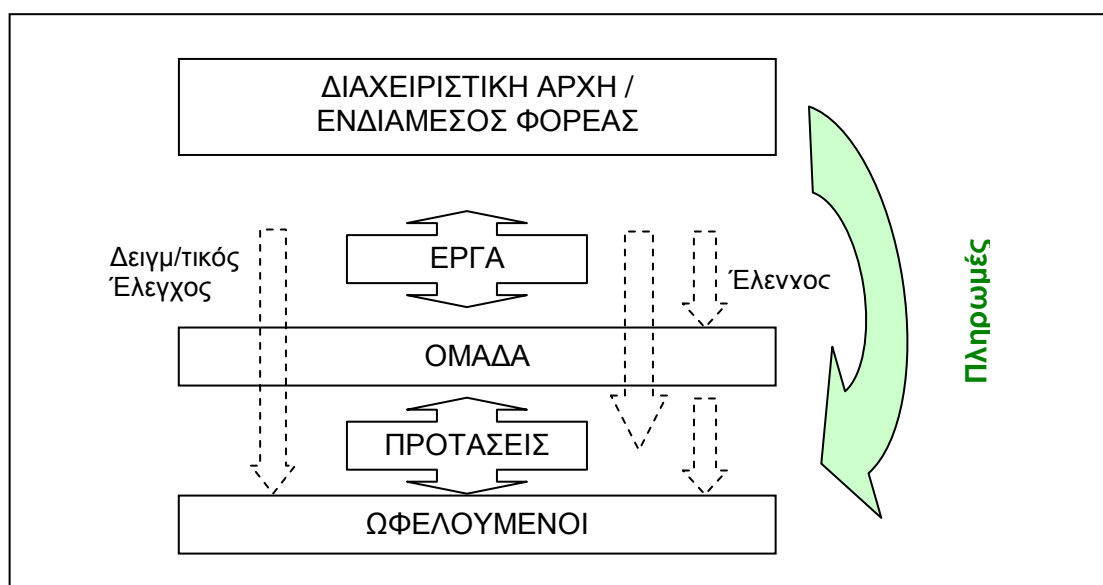 ΔΙΑΧΕΙΡΙΣΤΙΚΗ ΑΡΧΗ /
ΕΝΔΙΑΜΕΣΟΣ ΦΟΡΕΑΣ
Δειγμ/τικός
Έλεγχος
ΕΡΓΑ
Έλεγχος
Πληρωμές
ΟΜΑΔΑ
ΠΡΟΤΑΣΕΙΣ
ΩΦΕΛΟΥΜΕΝΟΙ